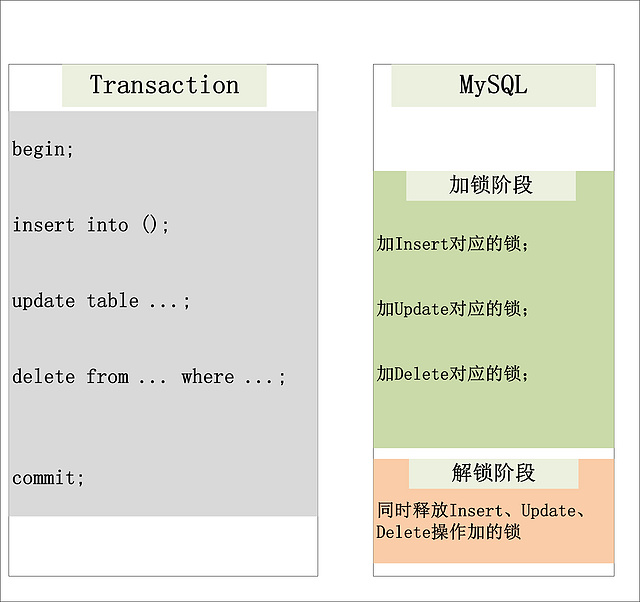 Transaction
begin;
insert into ();
update table ...;
delete from ... where ...;
commit;
MySQL
加锁阶段
加Insert对应的锁;
加Update对应的锁;
加Delete对应的锁;
解锁阶段
同时释放Insert、Update、
Delete操作加的锁